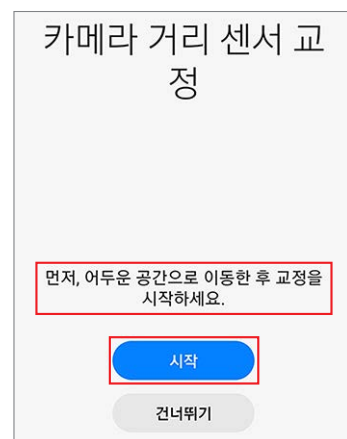 카메라 거리 센서 교
정
먼저, 어두운 공간으로 이동한 후 교정을
시작하세요.
시작
건너뛰기